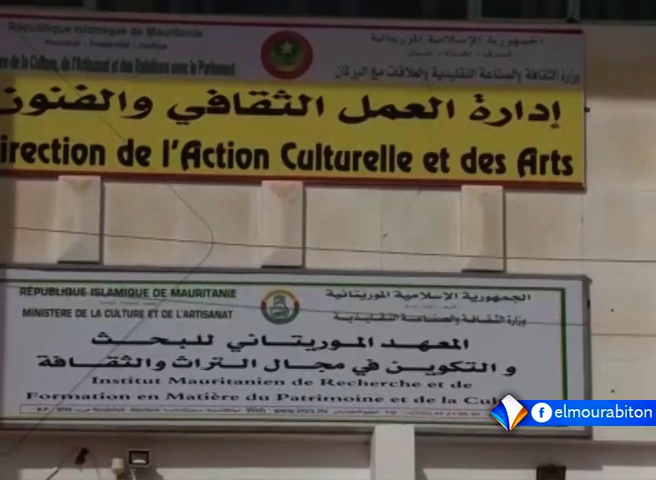 République Islamique de Mauritanie
Honneur - Fraternité - Justice
الجمهورية الإسلامية الموريتانية
شرف - إخاء - عدل
de la Culture, de l'Artisanat et des Relations avec le Parlement
وزارة الثقافة والصناعة التقليدية والعلاقات مع البرلمان
إدارة العمل الثقافي والفنون
irection de l'Action Culturelle et des Arts
RÉPUBLIQUE ISLAMIQUE DE MAURITANIE
الجمهورية الإسلامية الموريتانية
MINISTERE DE LA CULTURE ET DE L'ARTISANAT
وزارة الثقافة والصناعة التقليدية
المعهد الموريتاني للبحث
و التكوين في مجال التراث والثقافة
Institut Mauritanien de Recherche et de
Formation en Matière du Patrimoine et de la Cul
elmourabiton